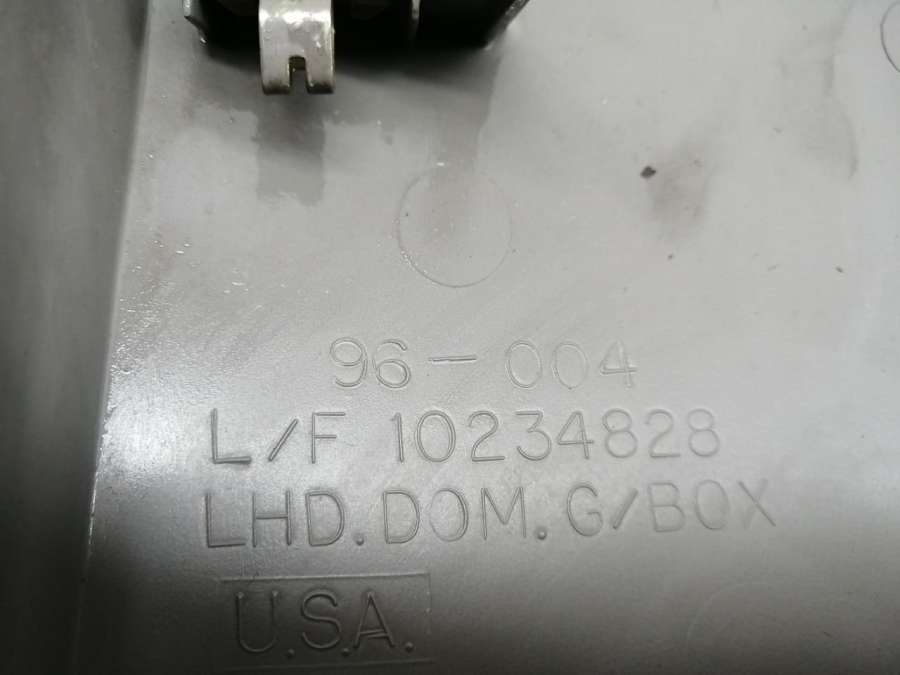 96-004
L/F 10234828
LHD.DOM.G/BOX
U.S.A.